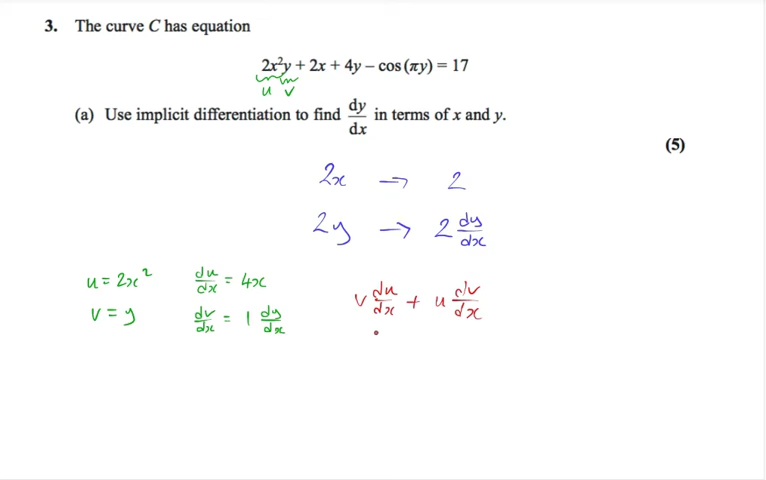 3. The curve C has equation
2x²y + 2x + 4y – cos (πy) = 17
u v
(a) Use implicit differentiation to find dy/dx in terms of x and y.
(5)
2x → 2
2y → 2 dy/dx
u = 2x² du/dx = 4x
v = y dv/dx = 1 dy/dx
v du/dx + u dv/dx